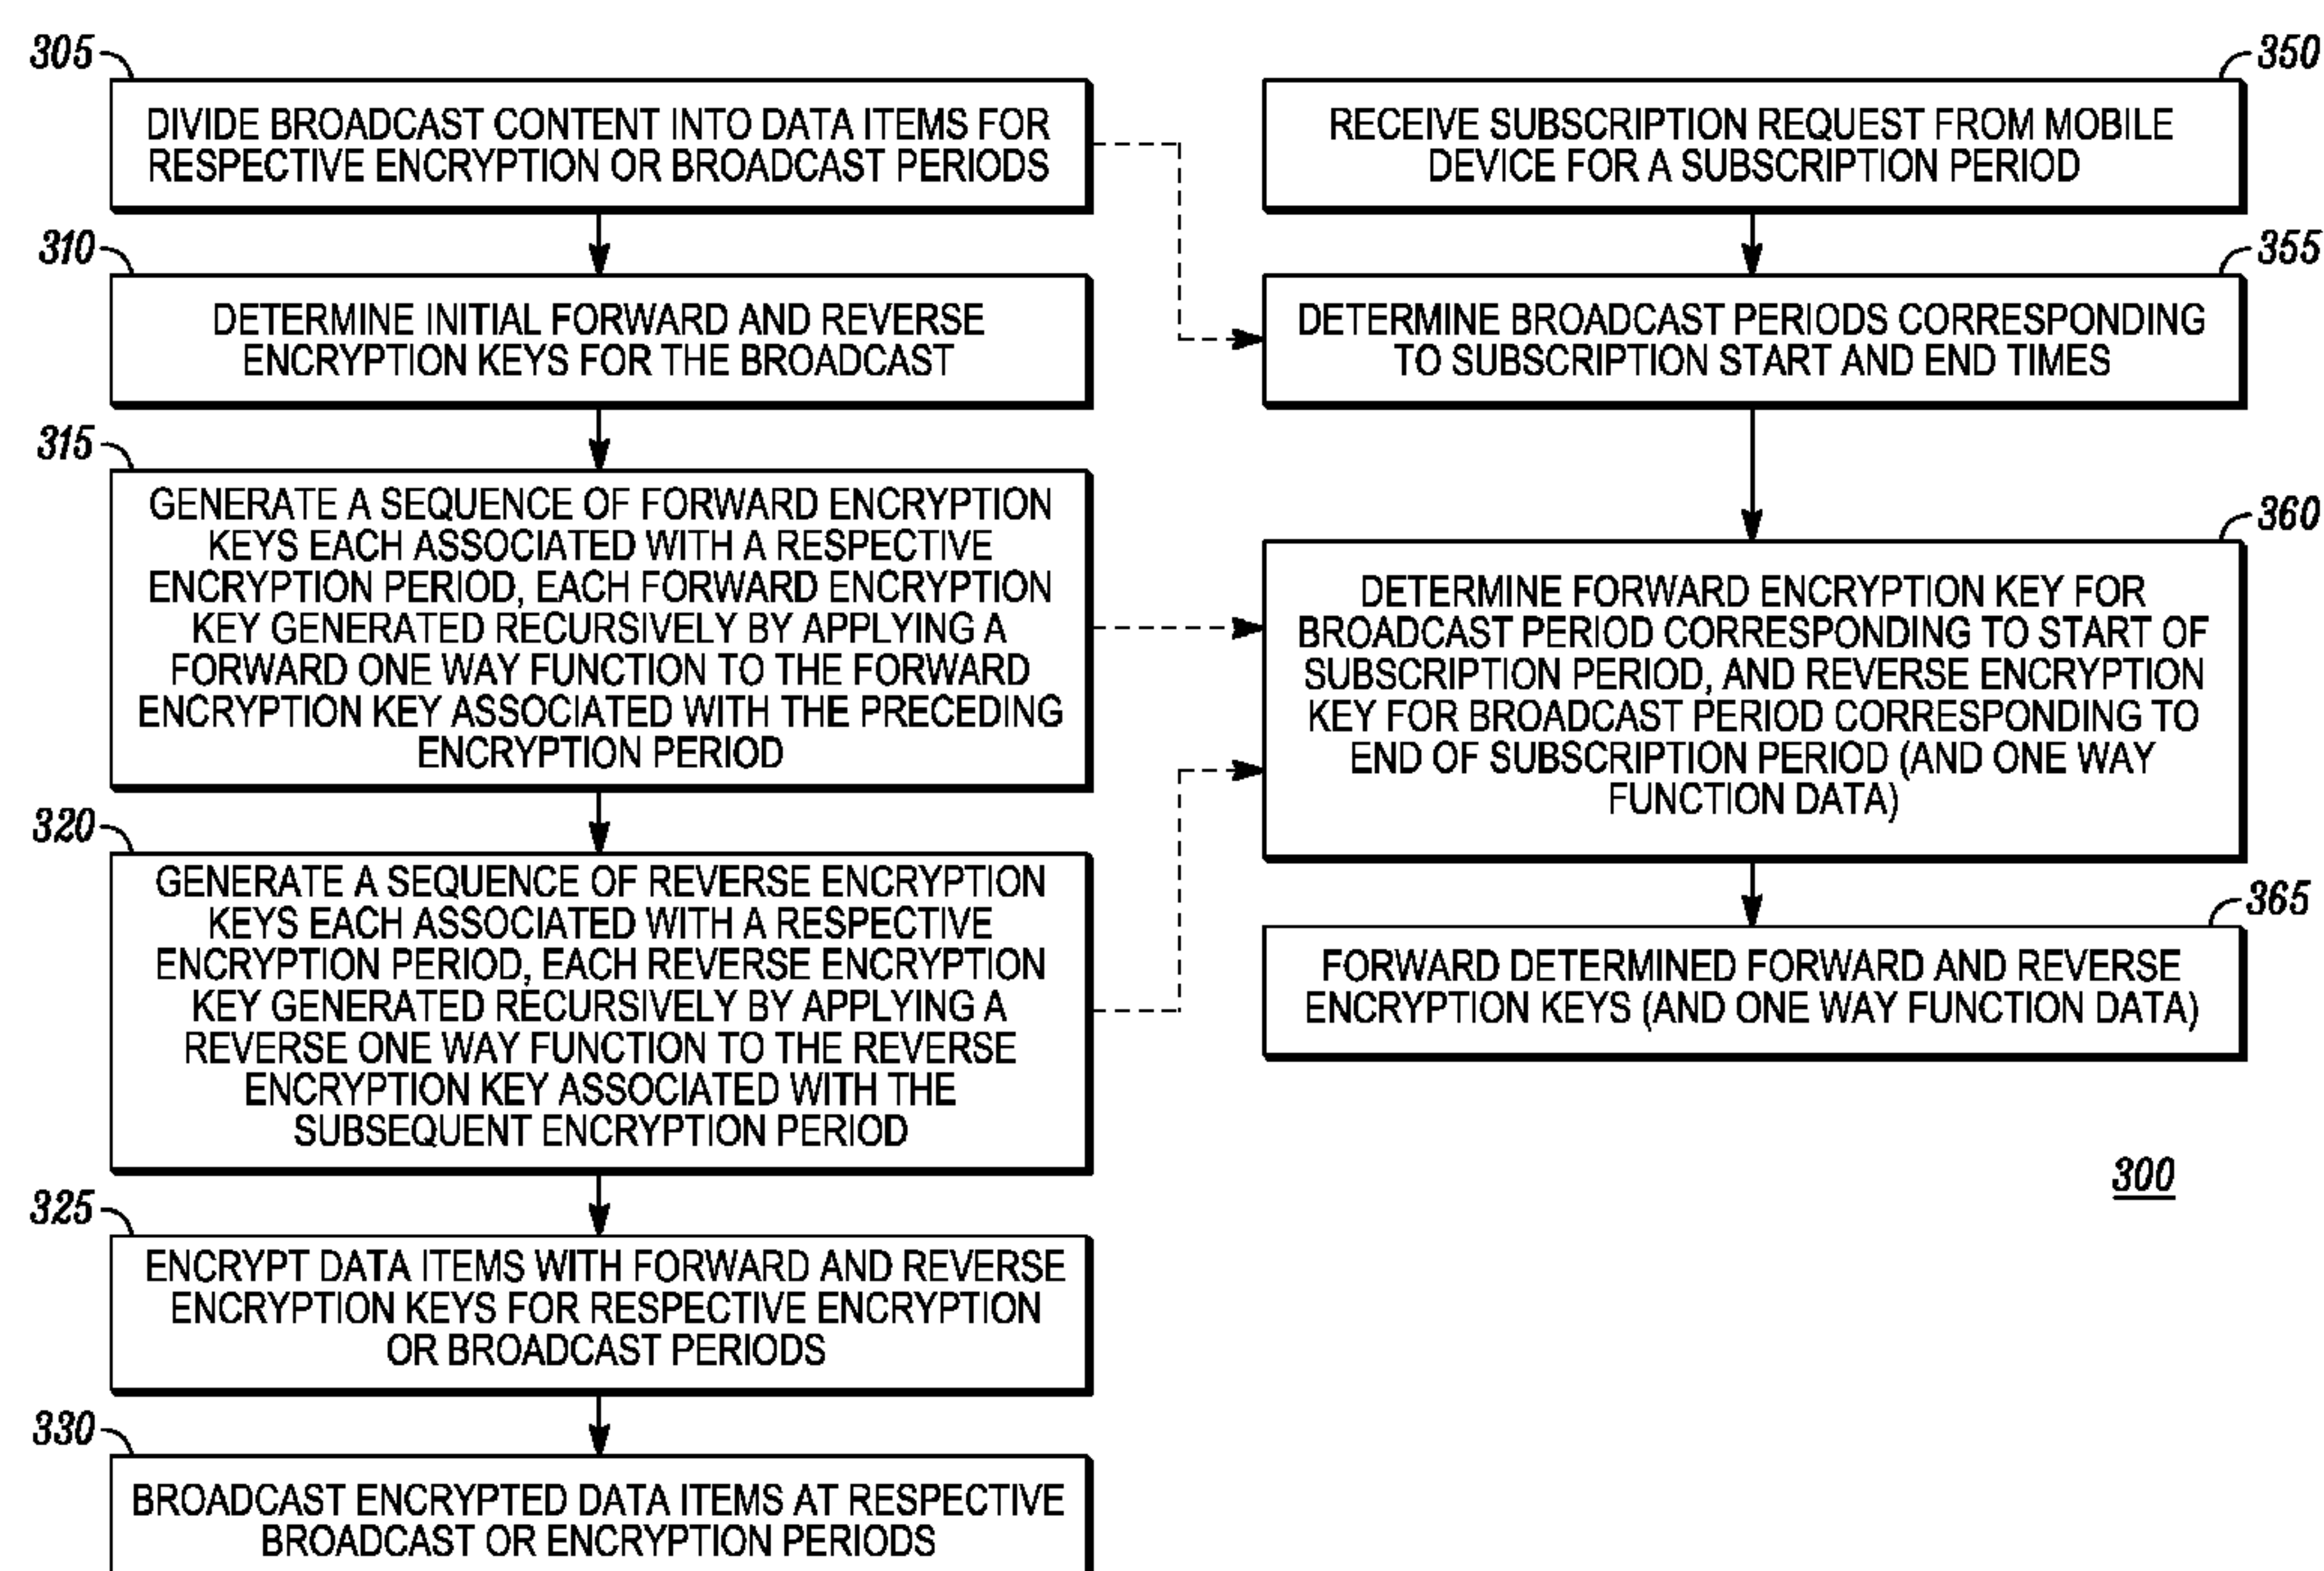 305
DIVIDE BROADCAST CONTENT INTO DATA ITEMS FOR
RESPECTIVE ENCRYPTION OR BROADCAST PERIODS
310
DETERMINE INITIAL FORWARD AND REVERSE
ENCRYPTION KEYS FOR THE BROADCAST
315
GENERATE A SEQUENCE OF FORWARD ENCRYPTION
KEYS EACH ASSOCIATED WITH A RESPECTIVE
ENCRYPTION PERIOD, EACH FORWARD ENCRYPTION
KEY GENERATED RECURSIVELY BY APPLYING A
FORWARD ONE WAY FUNCTION TO THE FORWARD
ENCRYPTION KEY ASSOCIATED WITH THE PRECEDING
ENCRYPTION PERIOD
320
GENERATE A SEQUENCE OF REVERSE ENCRYPTION
KEYS EACH ASSOCIATED WITH A RESPECTIVE
ENCRYPTION PERIOD, EACH REVERSE ENCRYPTION
KEY GENERATED RECURSIVELY BY APPLYING A
REVERSE ONE WAY FUNCTION TO THE REVERSE
ENCRYPTION KEY ASSOCIATED WITH THE
SUBSEQUENT ENCRYPTION PERIOD
325
ENCRYPT DATA ITEMS WITH FORWARD AND REVERSE
ENCRYPTION KEYS FOR RESPECTIVE ENCRYPTION
OR BROADCAST PERIODS
330
BROADCAST ENCRYPTED DATA ITEMS AT RESPECTIVE
BROADCAST OR ENCRYPTION PERIODS
350
RECEIVE SUBSCRIPTION REQUEST FROM MOBILE
DEVICE FOR A SUBSCRIPTION PERIOD
355
DETERMINE BROADCAST PERIODS CORRESPONDING
TO SUBSCRIPTION START AND END TIMES
360
DETERMINE FORWARD ENCRYPTION KEY FOR
BROADCAST PERIOD CORRESPONDING TO START OF
SUBSCRIPTION PERIOD, AND REVERSE ENCRYPTION
KEY FOR BROADCAST PERIOD CORRESPONDING TO
END OF SUBSCRIPTION PERIOD (AND ONE WAY
FUNCTION DATA)
365
FORWARD DETERMINED FORWARD AND REVERSE
ENCRYPTION KEYS (AND ONE WAY FUNCTION DATA)
300